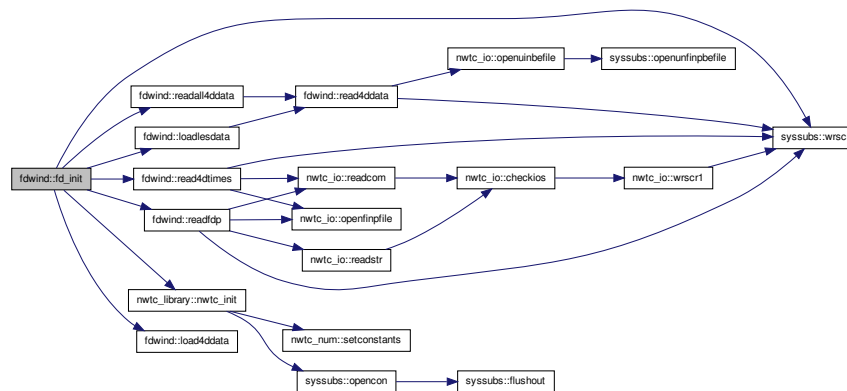 nwtc_io::openuinbefile
syssubs::openunfinpbefile
fdwind::readall4ddata
fdwind::read4ddata
fdwind::loadlesdata
syssubs::wrsc
fdwind::fd_init
fdwind::read4dtimes
nwtc_io::readcom
nwtc_io::checkios
nwtc_io::wrscr1
fdwind::readfdp
nwtc_io::openfinpfile
nwtc_io::readstr
nwtc_library::nwtc_init
fdwind::load4ddata
nwtc_num::setconstants
syssubs::opencon
syssubs::flushout